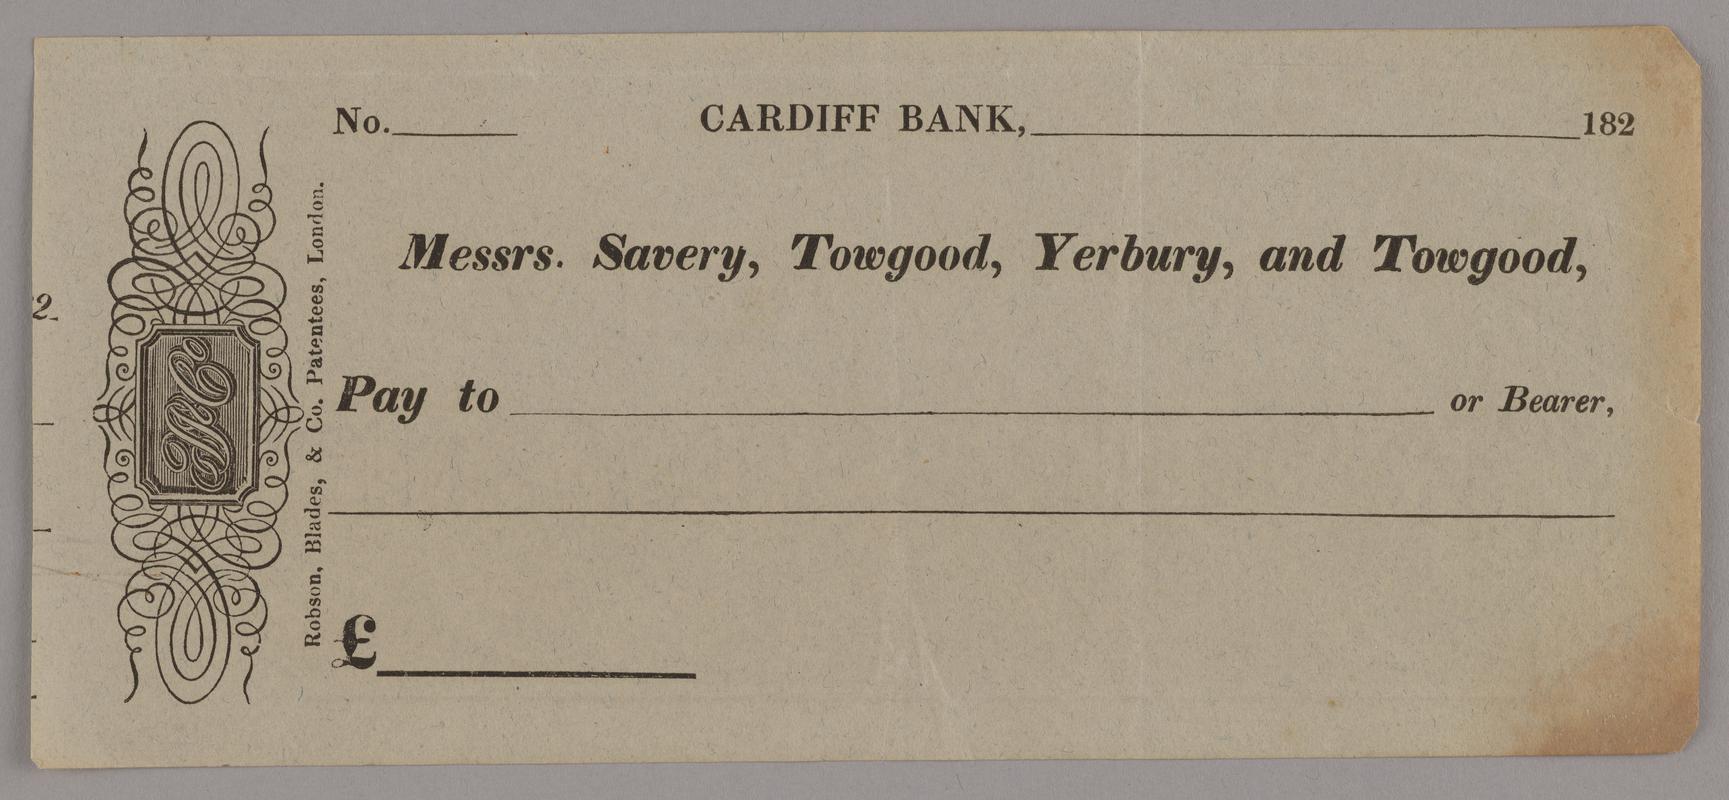 No.
CARDIFF BANK,
182
Messrs. Savery, Towgood, Yerbury, and Towgood,
Pay to
or Bearer,
£
Robson, Blades, & Co. Patentees, London.
2